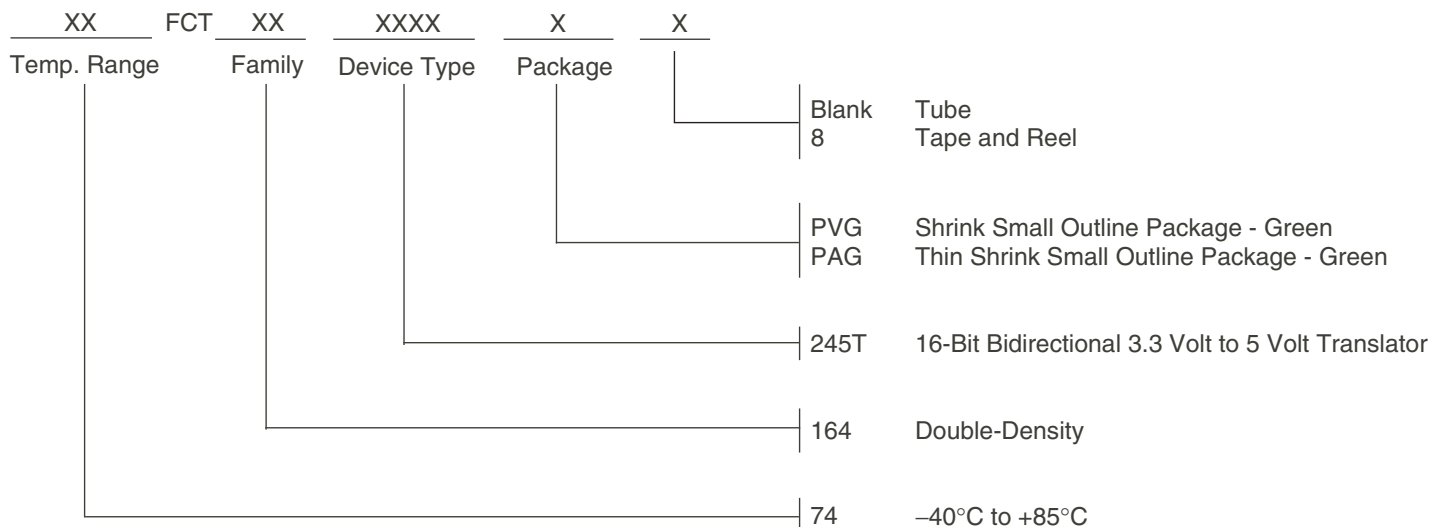 XX FCT XX XXXX X X
Temp. Range Family Device Type Package
Blank Tube
8 Tape and Reel
PVG Shrink Small Outline Package - Green
PAG Thin Shrink Small Outline Package - Green
245T 16-Bit Bidirectional 3.3 Volt to 5 Volt Translator
164 Double-Density
74 –40°C to +85°C